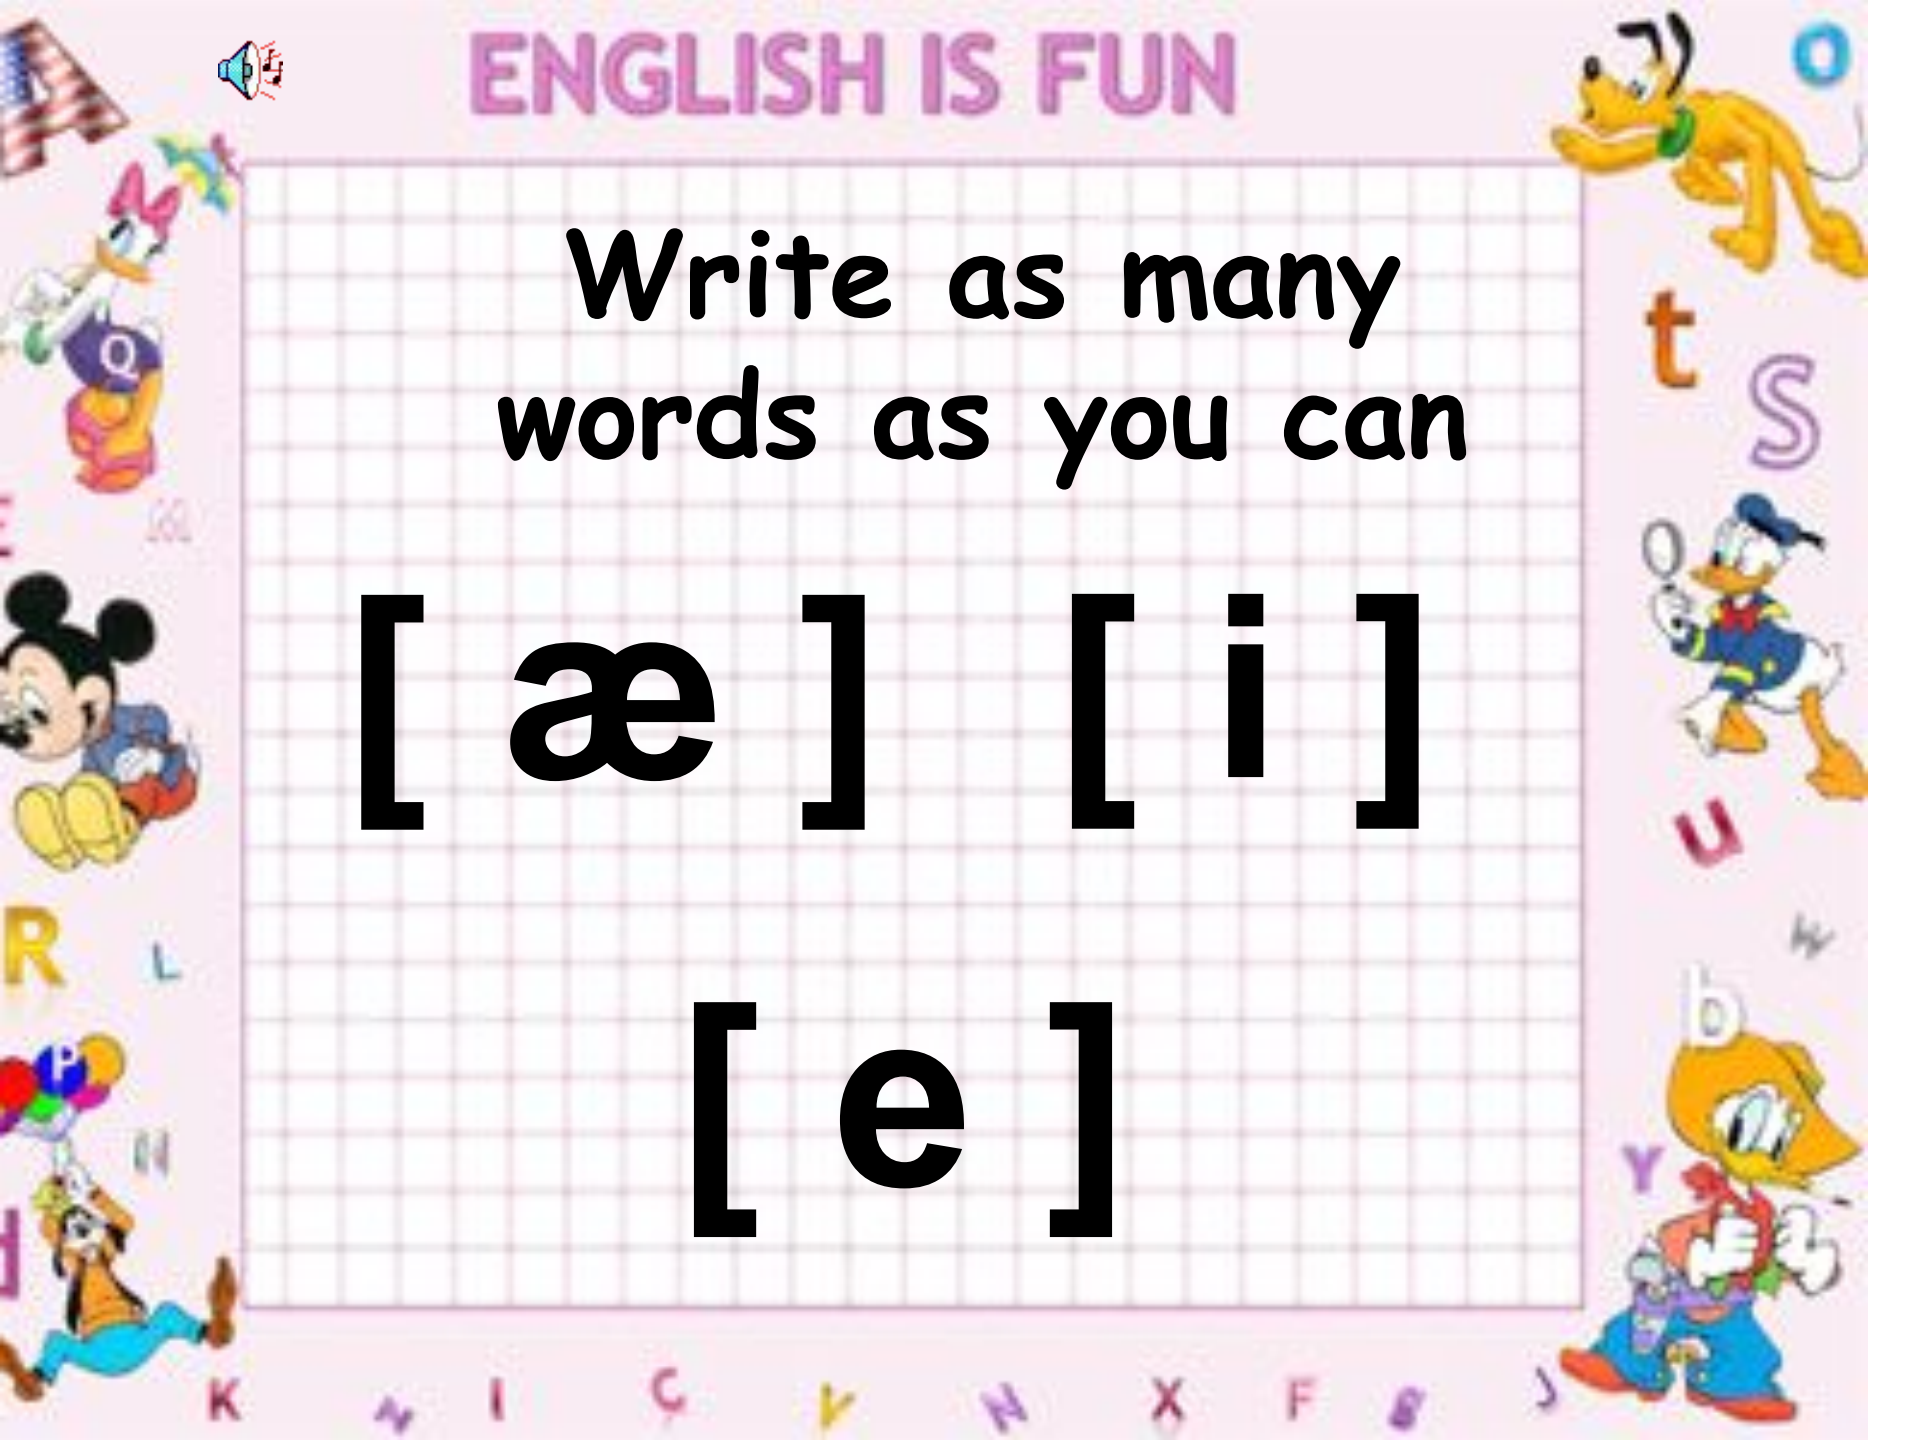 ENGLISH IS FUN
Write as many
words as you can
[ æ ] [ i ]
[ e ]
A
O
t
S
Q
E
M
u
R
L
W
b
P
H
Y
d
K
N
I
Ç
V
N
X
F
S
J